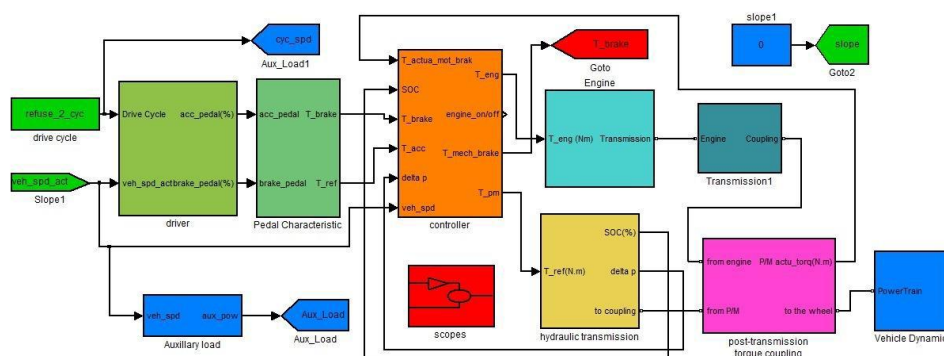 slope1
cyc_spd
Aux_Load1
T_brake
Goto
0
slope
Goto2
refuse_2_cyc
drive cycle
veh_spd_act
Slope1
Drive Cycle
acc_pedal(%)
veh_spd_act
brake_pedal(%)
driver
acc_pedal
T_brake
brake_pedal
T_ref
Pedal Characteristic
T_actua_mot_brak
SOC
T_brake
T_acc
delta p
veh_spd
T_eng
engine_on/off
T_mech_brake
T_pm
controller
Engine
T_eng (Nm)
Transmission
Engine
Coupling
Transmission1
veh_spd
aux_pow
Auxillary load
Aux_Load
Aux_Load
scopes
T_ref(N.m)
SOC(%)
delta p
to coupling
hydraulic transmission
from engine
P/M actu_torq(N.m)
from P/M
to the wheel
post-transmission
torque coupling
PowerTrain
Vehicle Dynamic